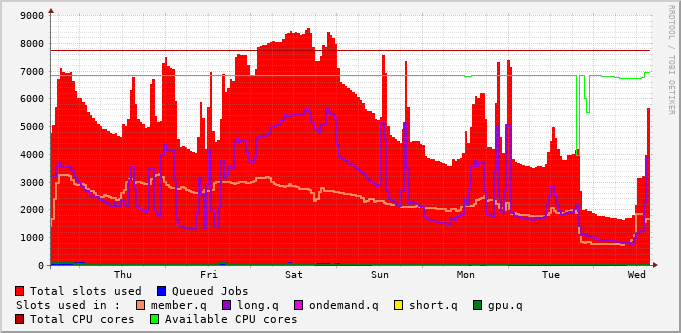 9000
8000
7000
6000
5000
4000
3000
2000
1000
0
Thu Fri Sat Sun Mon Tue Wed
RRDTOOL / TOBI OETIKER
Total slots used Queued Jobs
Slots used in : member.q long.q ondemand.q short.q gpu.q
Total CPU cores Available CPU cores